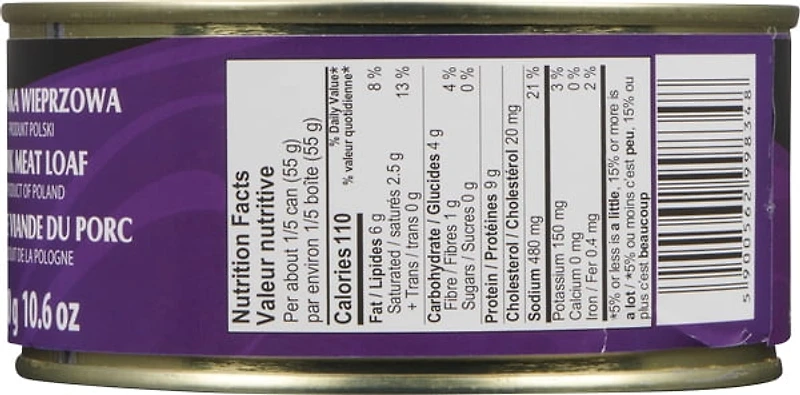 WIEPRZOWA
PRODUKT POLSKI
MEAT LOAF
PRODUCT OF POLAND
VIANDE DU PORC
DE LA POLOGNE
g 10.6 oz
Nutrition Facts
Valeur nutritive
Per about 1/5 can (55 g)
par environ 1/5 boîte (55 g)
Calories 110
% Daily Value*
% valeur quotidienne*
Fat / Lipides 6 g 8 %
Saturated / saturés 2.5 g
+ Trans / trans 0 g 13 %
Carbohydrate / Glucides 4 g
Fibre / Fibres 1 g 4 %
Sugars / Sucres 0 g 0 %
Protein / Protéines 9 g
Cholesterol / Cholestérol 20 mg
Sodium 480 mg 21 %
Potassium 150 mg 3 %
Calcium 0 mg 0 %
Iron / Fer 0.4 mg 2 %
*5% or less is a little, 15% or more is
a lot / *5% ou moins c'est peu, 15% ou
plus c'est beaucoup
5 900562 998348